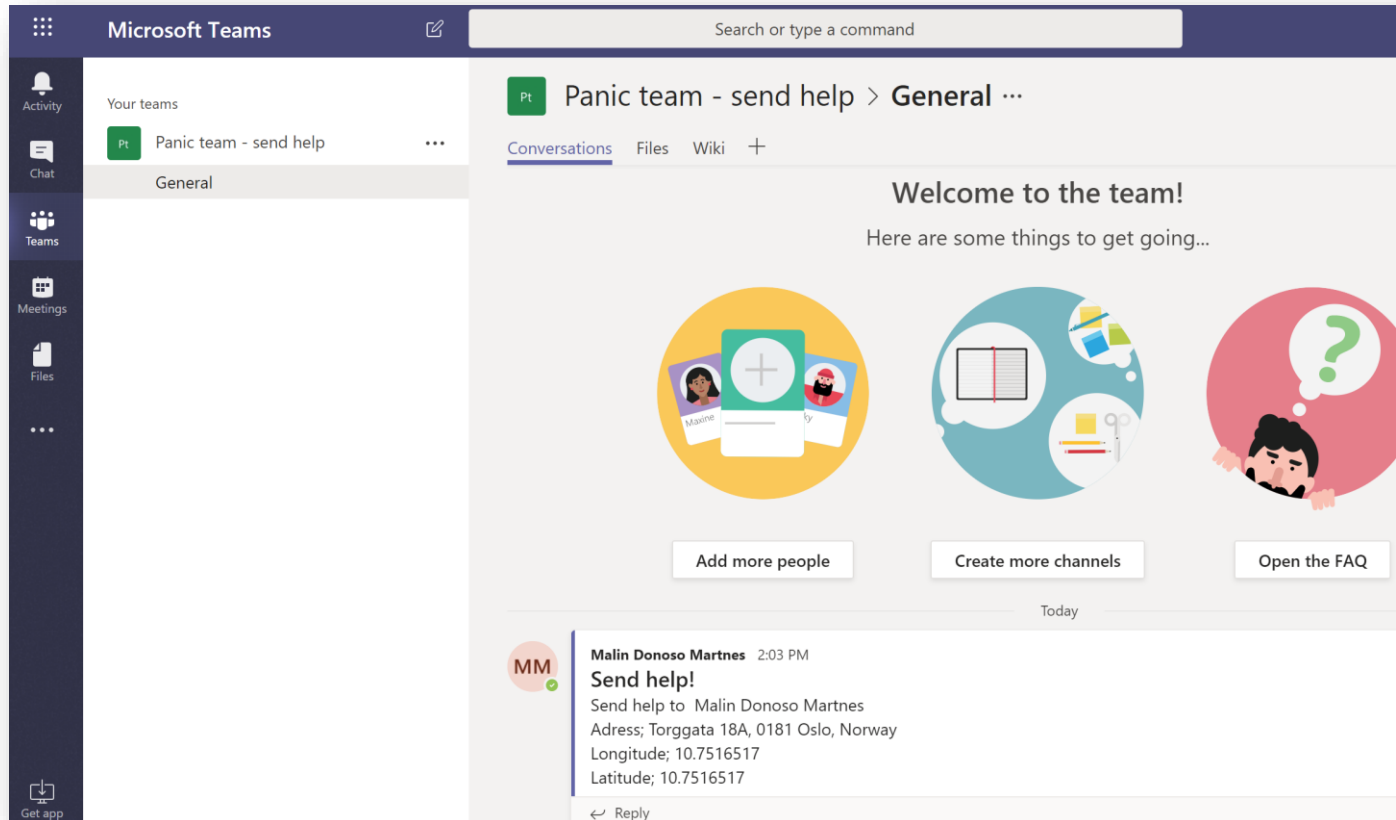 Microsoft Teams
Search or type a command
Activity
Chat
Teams
Meetings
Files
Get app
Your teams
Pt
Panic team - send help
General
Pt
Panic team - send help > General
Conversations Files Wiki
Welcome to the team!
Here are some things to get going...
Maxine
ky
?
Add more people
Create more channels
Open the FAQ
Today
MM
Malin Donoso Martnes 2:03 PM
Send help!
Send help to Malin Donoso Martnes
Adress; Torggata 18A, 0181 Oslo, Norway
Longitude; 10.7516517
Latitude; 10.7516517
Reply